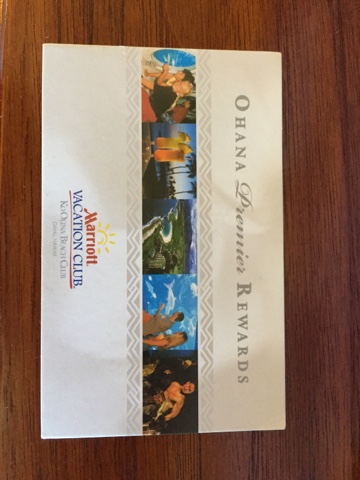 OHANA Premier REWARDS
Marriott
VACATION CLUB
KO OLINA BEACH CLUB